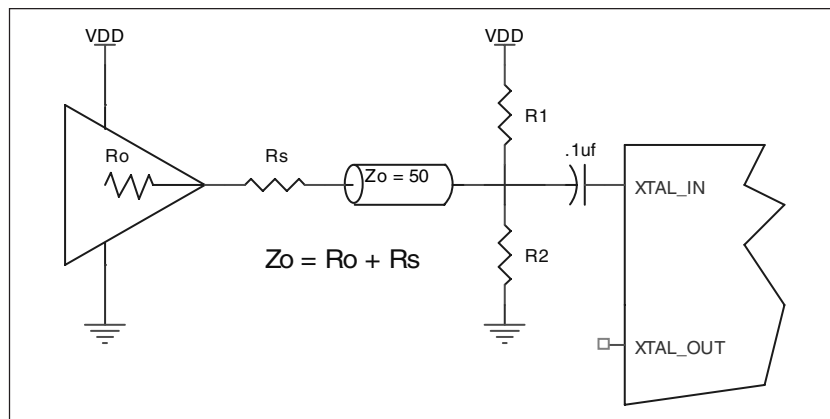 VDD
VDD
R1
Ro
Rs
Zo = 50
.1uf
XTAL_IN
Zo = Ro + Rs
R2
XTAL_OUT